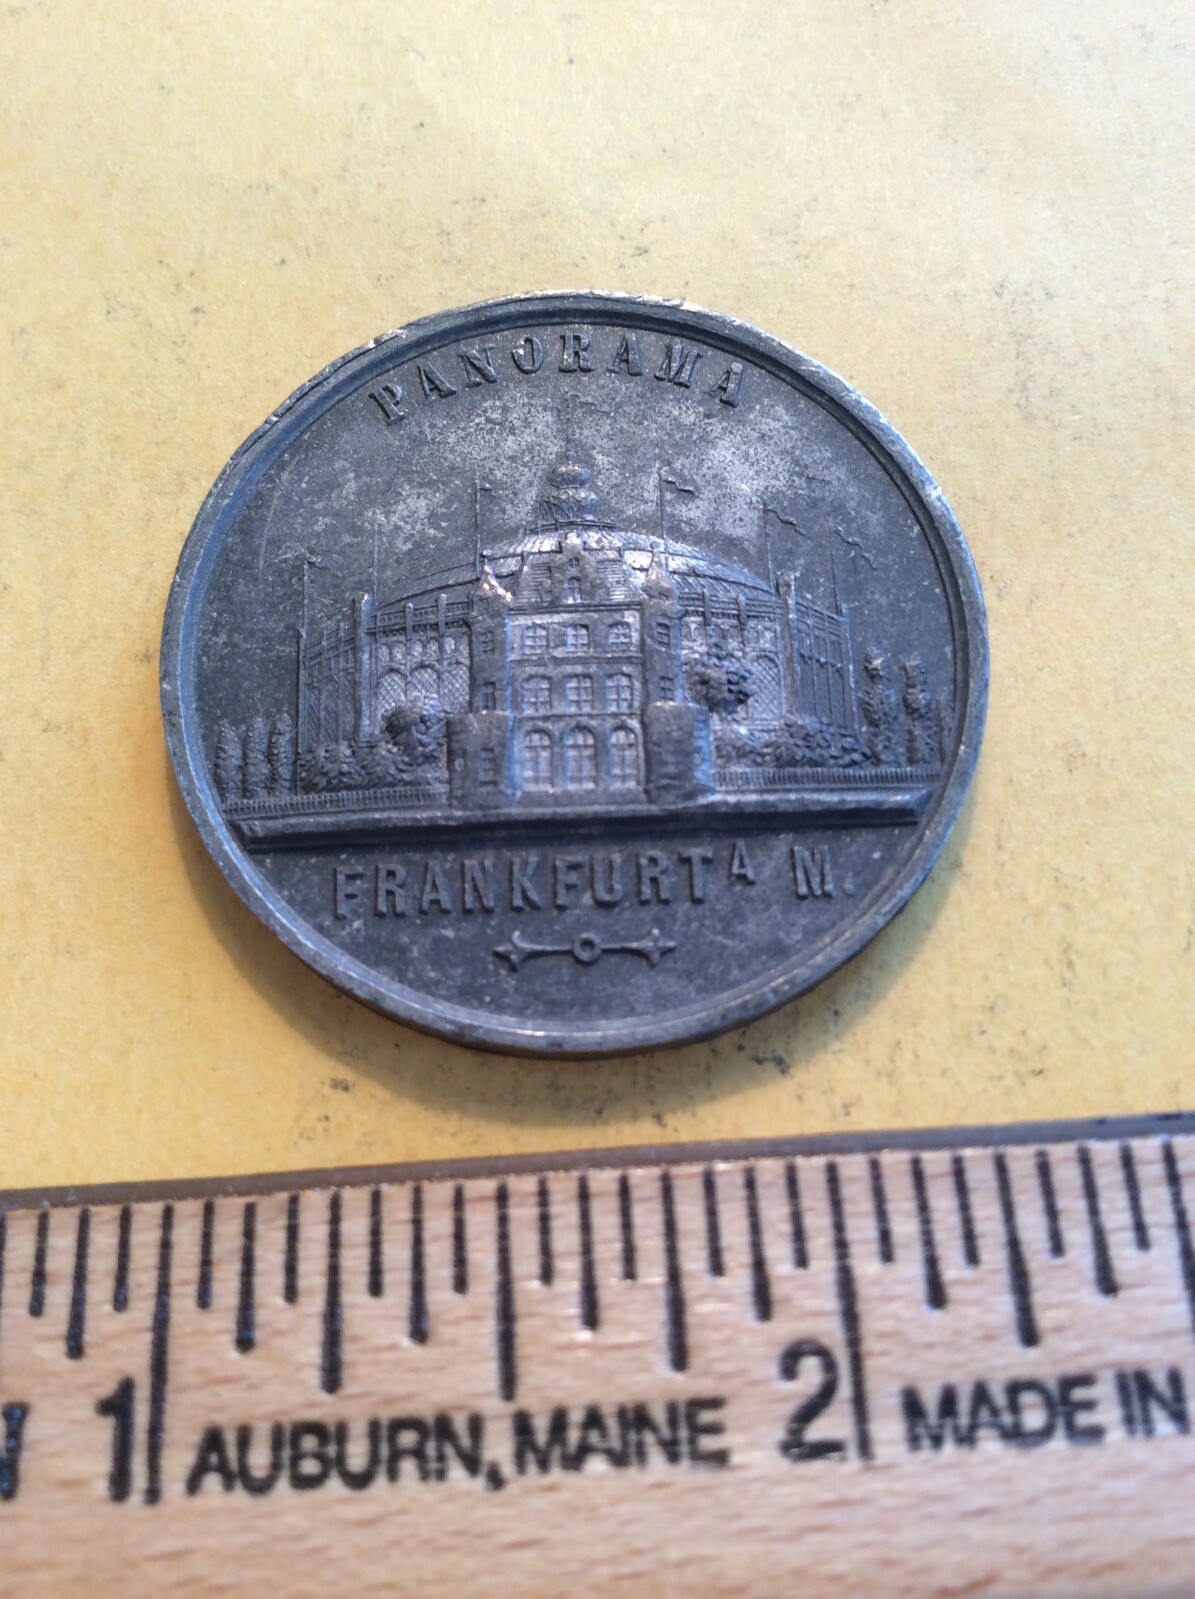 PANORAMA
FRANKFURT A M.
1 2
AUBURN, MAINE MADE IN